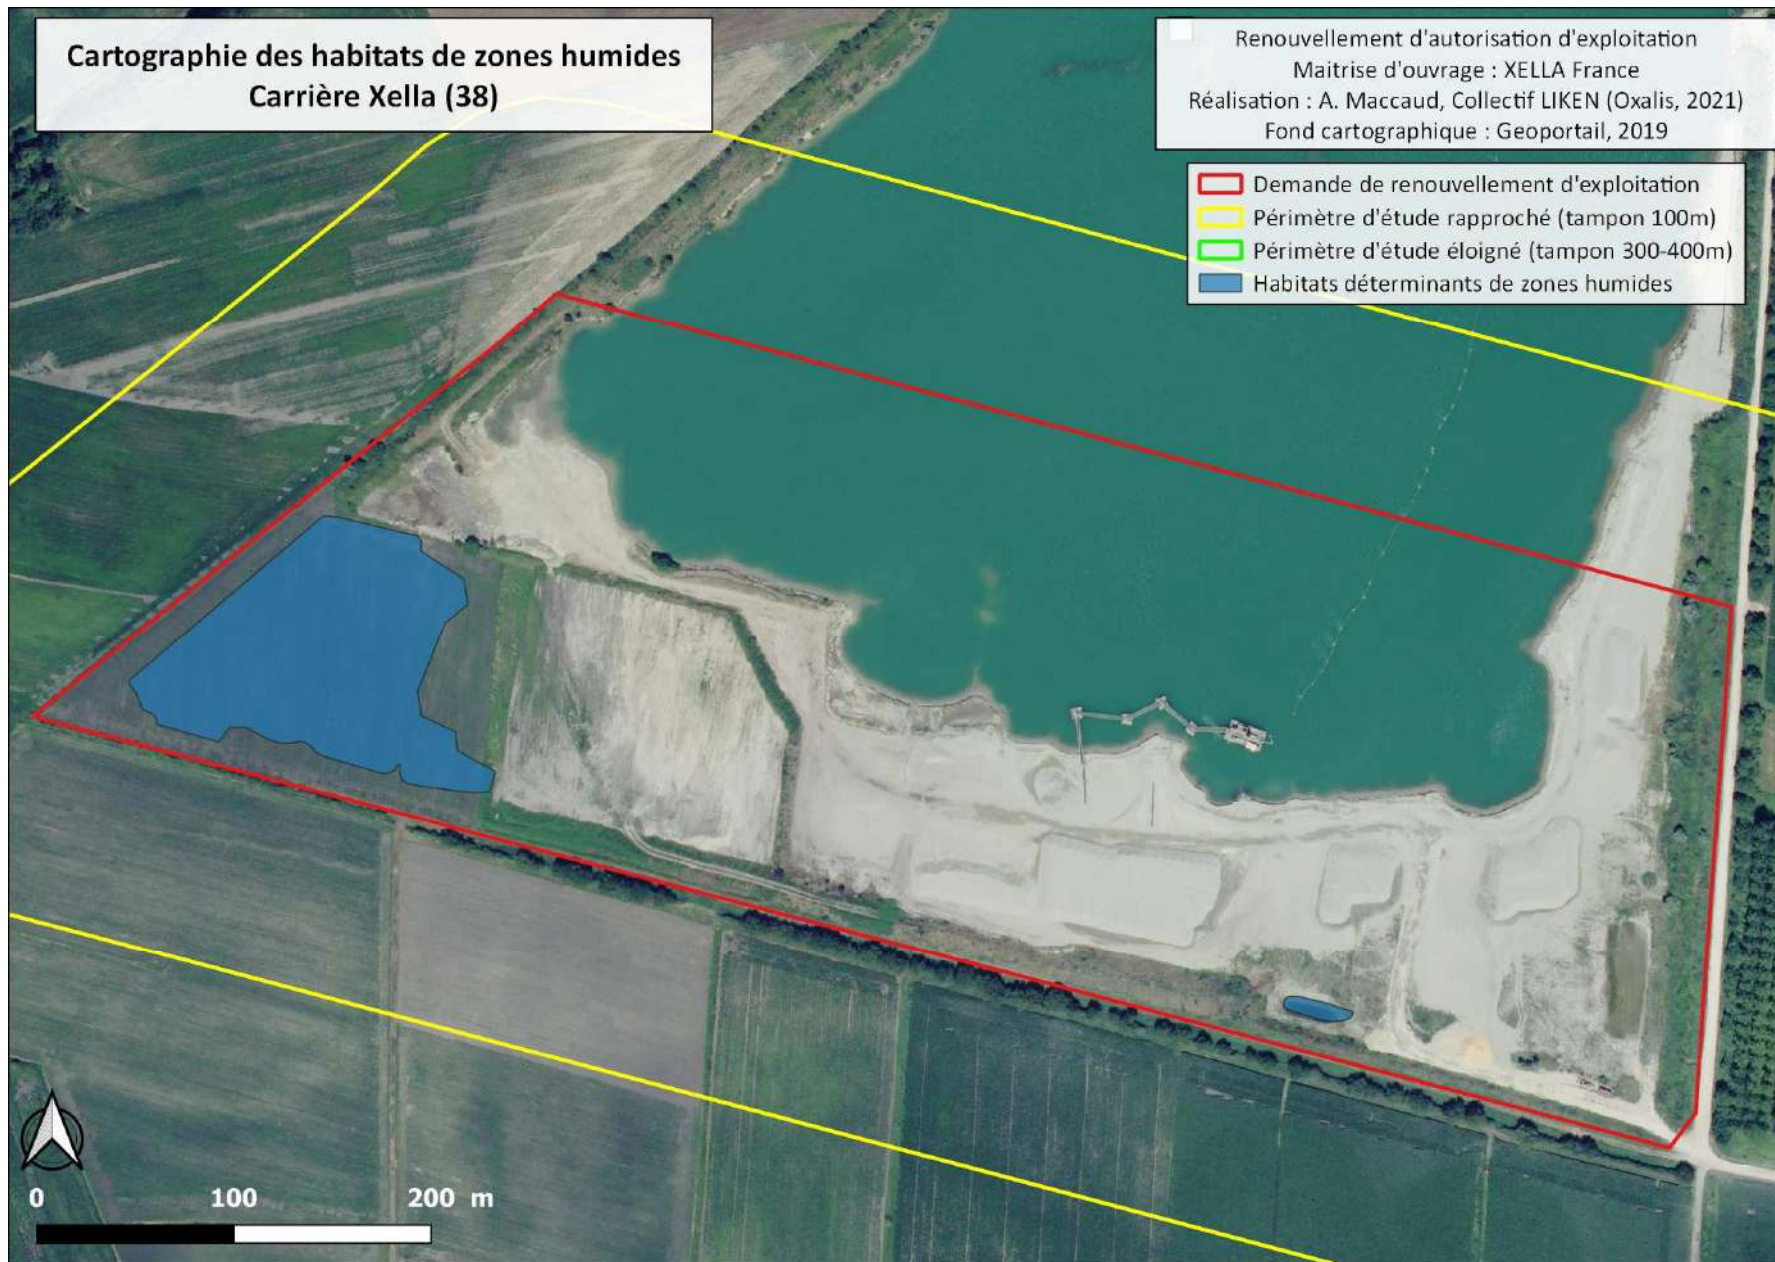 Cartographie des habitats de zones humides
Carrière Xella (38)
Renouvellement d'autorisation d'exploitation
Maitrise d'ouvrage : XELLA France
Réalisation : A. Maccaud, Collectif LIKEN (Oxalis, 2021)
Fond cartographique : Geoportail, 2019
Demande de renouvellement d'exploitation
Périmètre d'étude rapproché (tampon 100m)
Périmètre d'étude éloigné (tampon 300-400m)
Habitats déterminants de zones humides
0 100 200 m